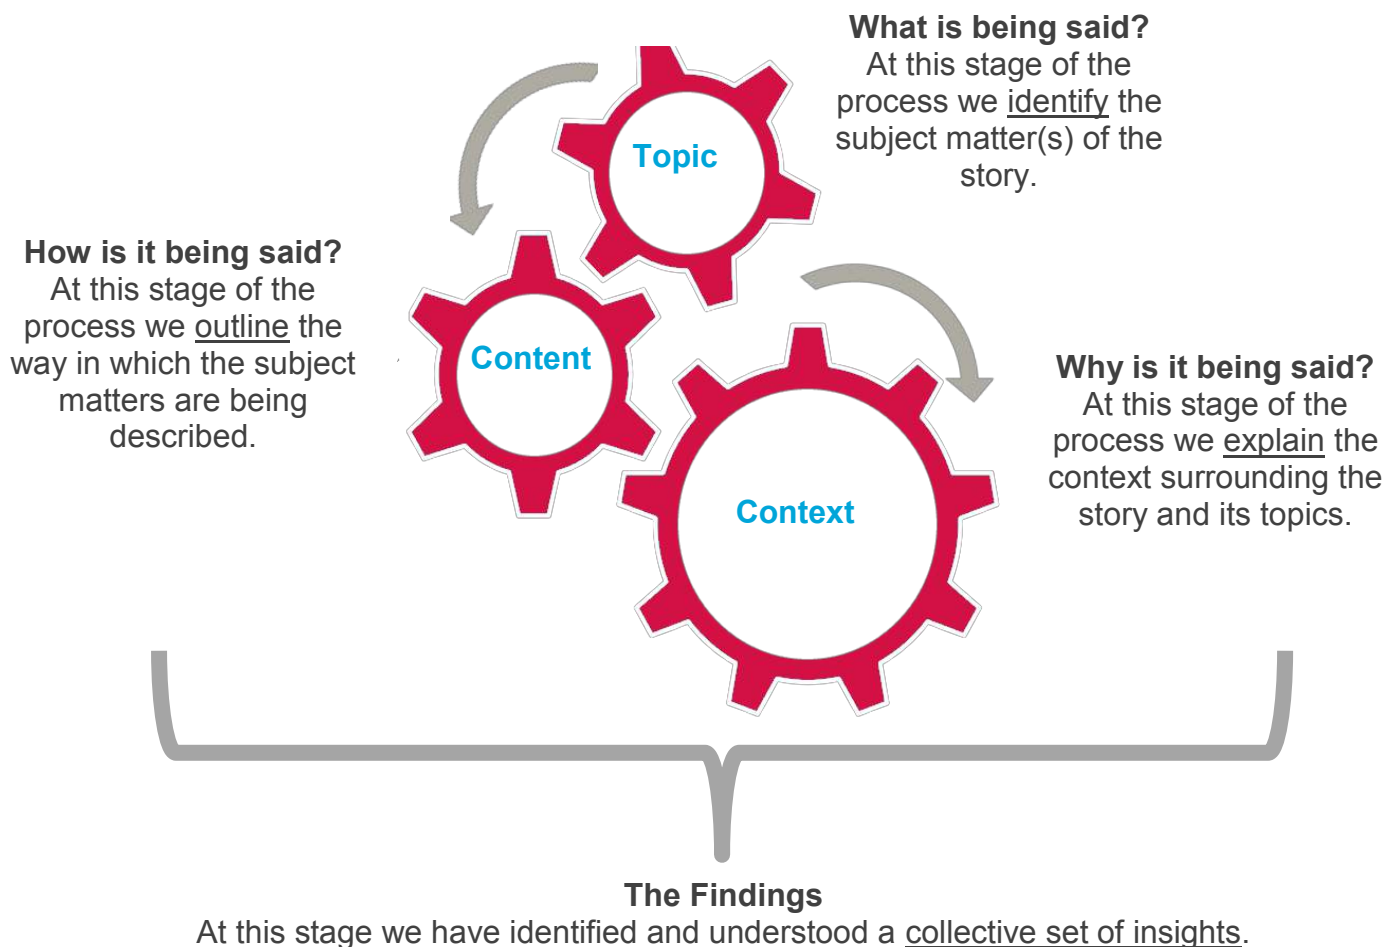 What is being said?
At this stage of the
process we identify the
subject matter(s) of the
story.
Topic
How is it being said?
At this stage of the
process we outline the
way in which the subject
matters are being
described.
Content
Why is it being said?
At this stage of the
process we explain the
context surrounding the
story and its topics.
Context
The Findings
At this stage we have identified and understood a collective set of insights.